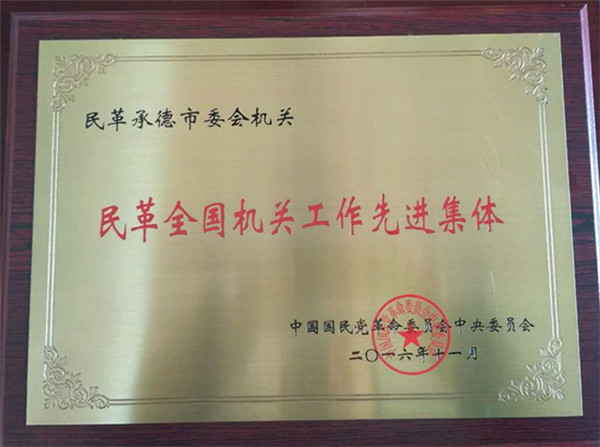 民革承德市委会机关
民革全国机关工作先进集体
中国国民党革命委员会中央委员会
二〇一六年十一月